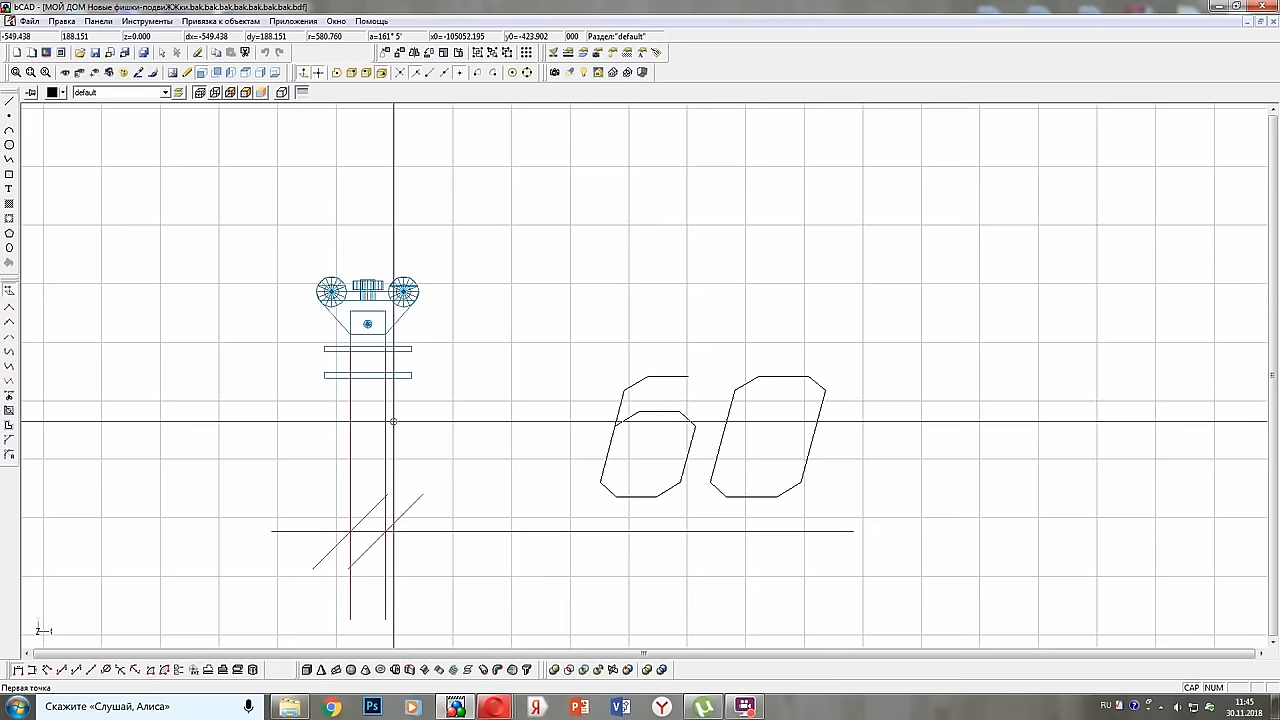 bCAD - [МОЙ ДОМ Новые фишки-подвиЖЖки.bak.bak.bak.bak.bak.bak.bak.bdf]
Файл Правка Панели Инструменты Привязка к объектам Приложения Окно Помощь
-549.438 188.151 z=0.000 dx=-549.438 dy=188.151 r=580.760 a=161° 5' x0=-105052.195 y0=-423.902 000 Раздел:"default"
default
60
Z
Первая точка CAP NUM
Скажите «Слушай, Алиса» RU 11:45
30.11.2018